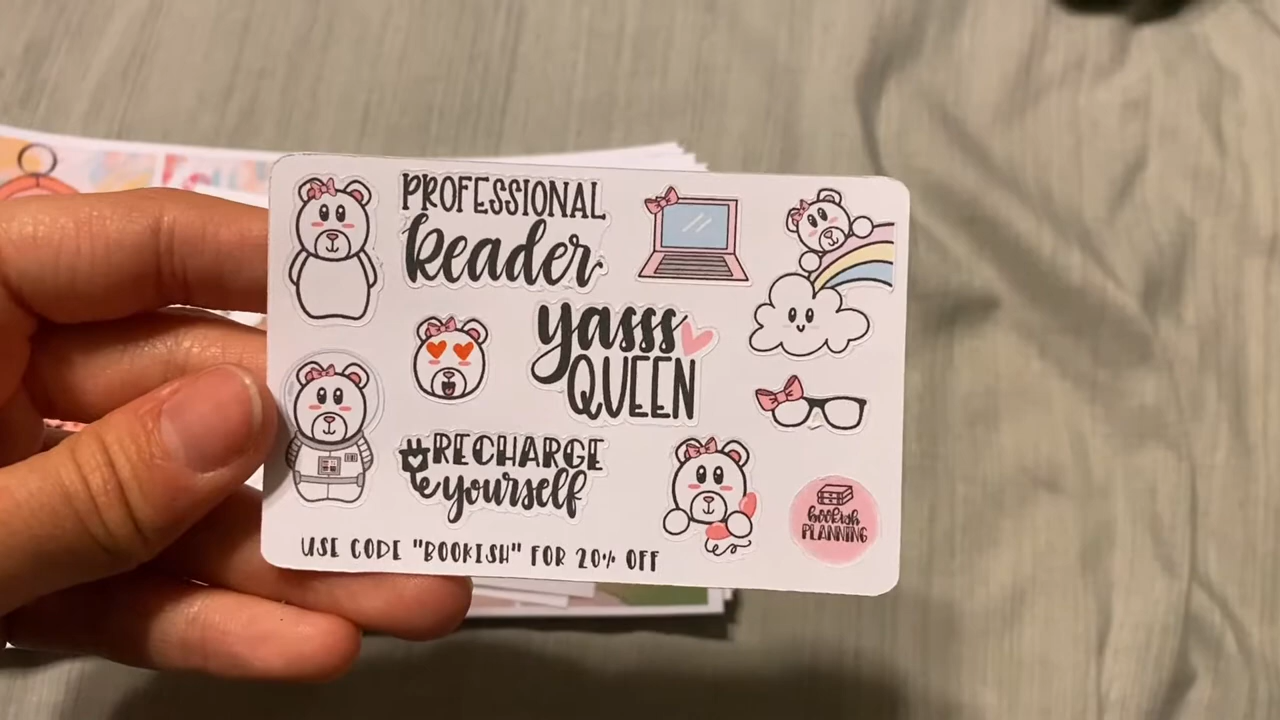 PROFESSIONAL
Reader
yasss
QUEEN
RECHARGE
yourself
bookish
PLANNING
USE CODE "BOOKISH" FOR 20% OFF